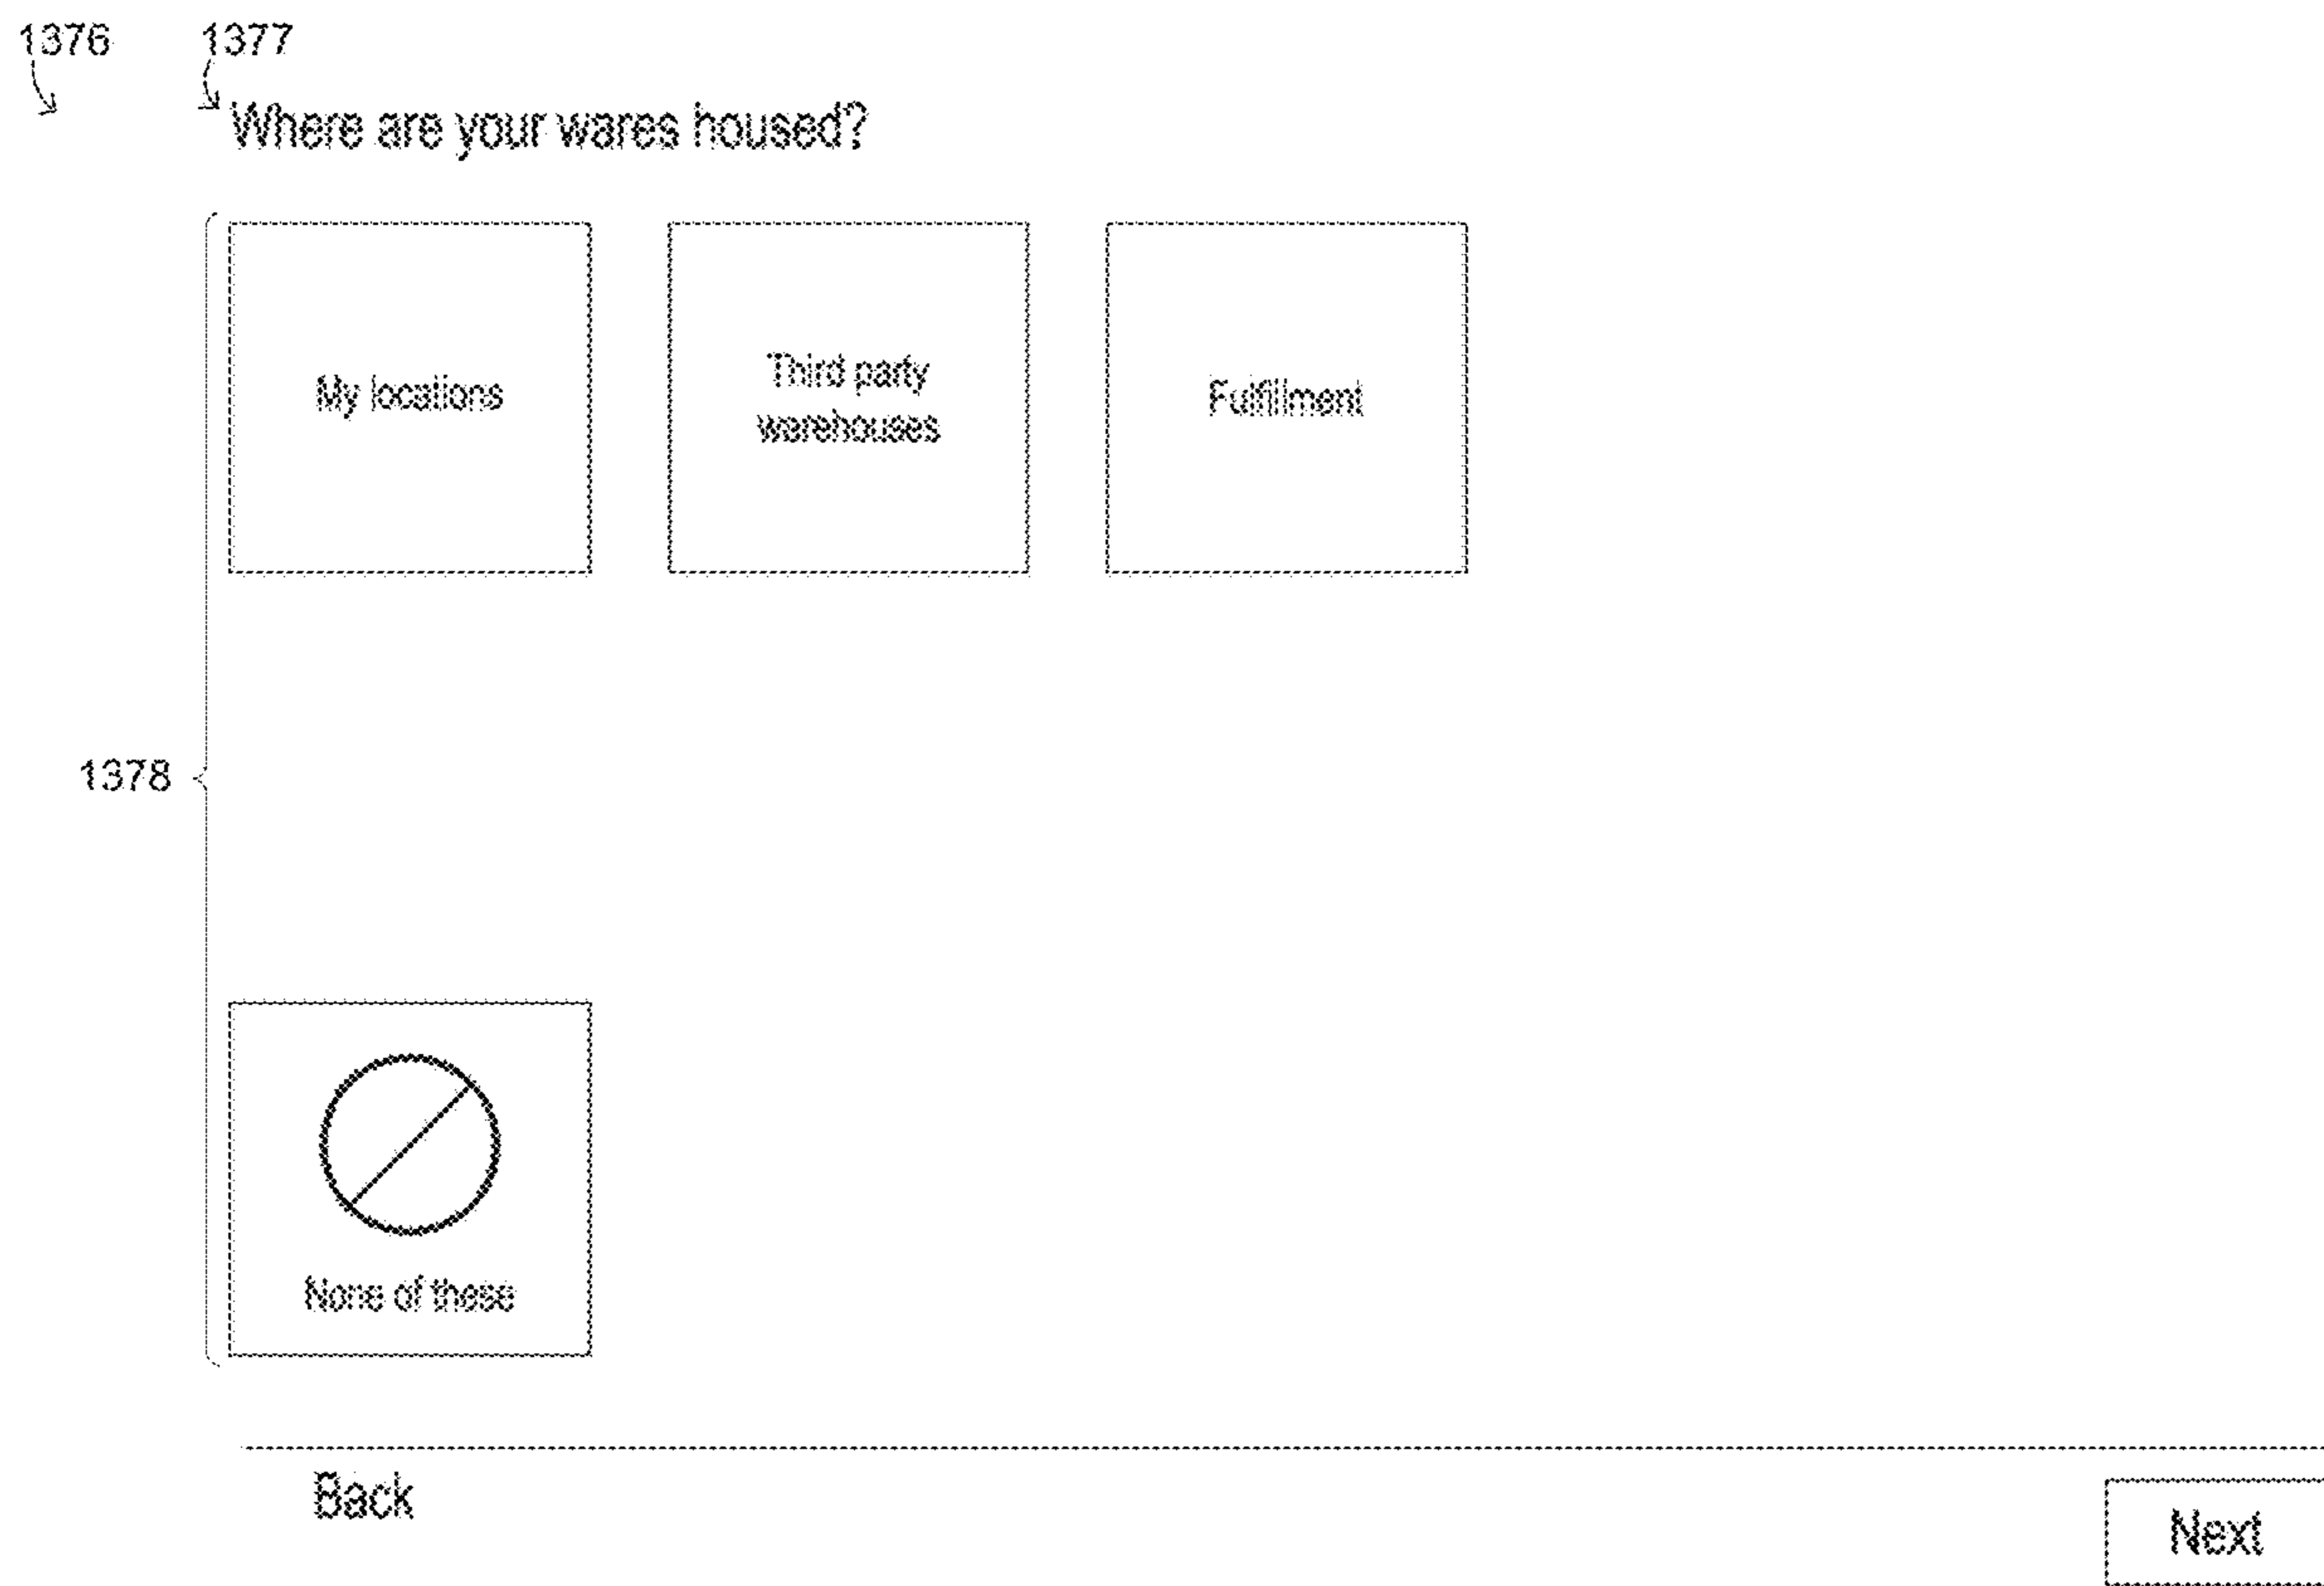 1376 1377
Where are your wares housed?
My locations
Third party
warehouses
Fulfillment
1378
None of these
Back
Next